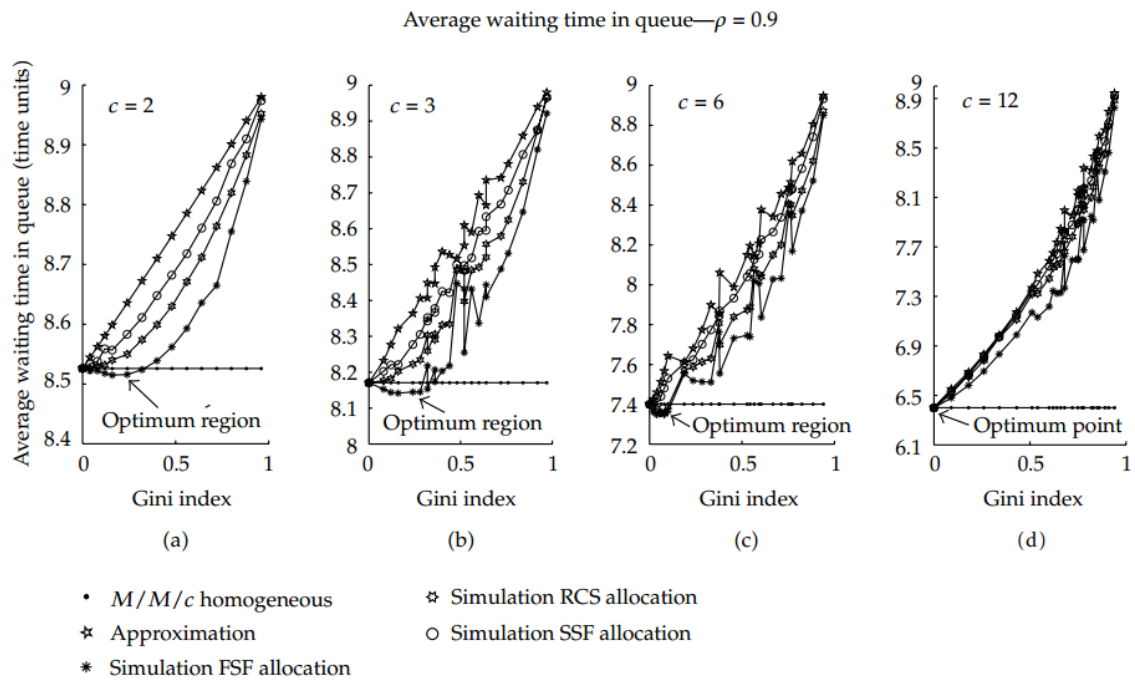 Average waiting time in queue—ρ = 0.9
Average waiting time in queue (time units)
9
8.9
8.8
8.7
8.6
8.5
8.4
c = 2
Optimum region
0
0.5
1
Gini index
(a)
9
8.9
8.8
8.7
8.6
8.5
8.4
8.3
8.2
8.1
8
c = 3
Optimum region
0
0.5
1
Gini index
(b)
9
8.8
8.6
8.4
8.2
8
7.8
7.6
7.4
7.2
c = 6
Optimum region
0
0.5
1
Gini index
(c)
9
8.9
8.5
8.1
7.7
7.3
6.9
6.5
6.1
c = 12
Optimum point
0
0.5
1
Gini index
(d)
M/M/c homogeneous
Approximation
Simulation FSF allocation
Simulation RCS allocation
Simulation SSF allocation